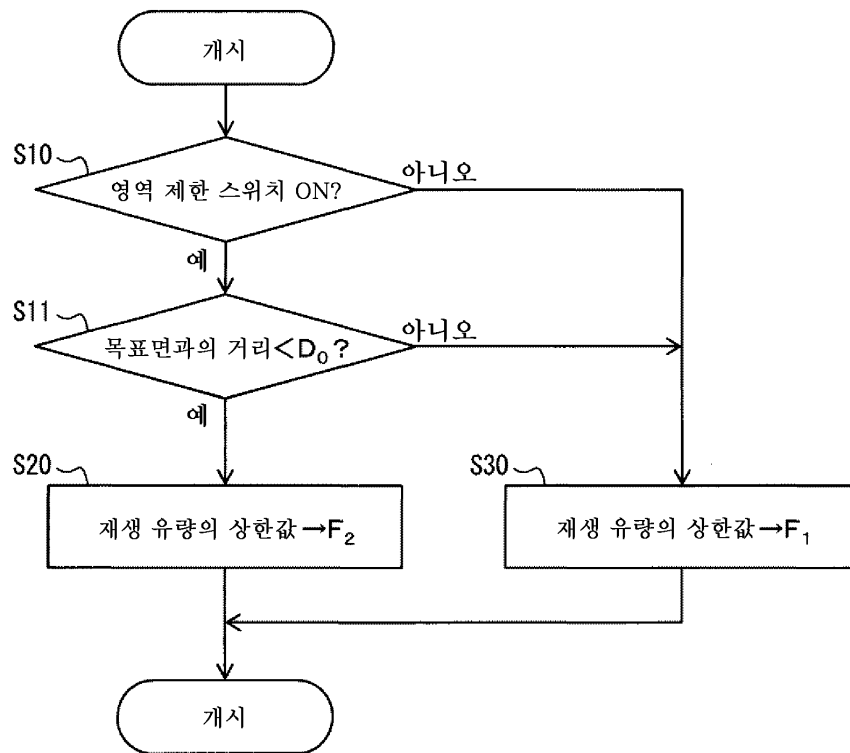 개시
S10
영역 제한 스위치 ON?
아니오
예
S11
목표면과의 거리<D₀?
아니오
예
S20
재생 유량의 상한값→F₂
S30
재생 유량의 상한값→F₁
개시